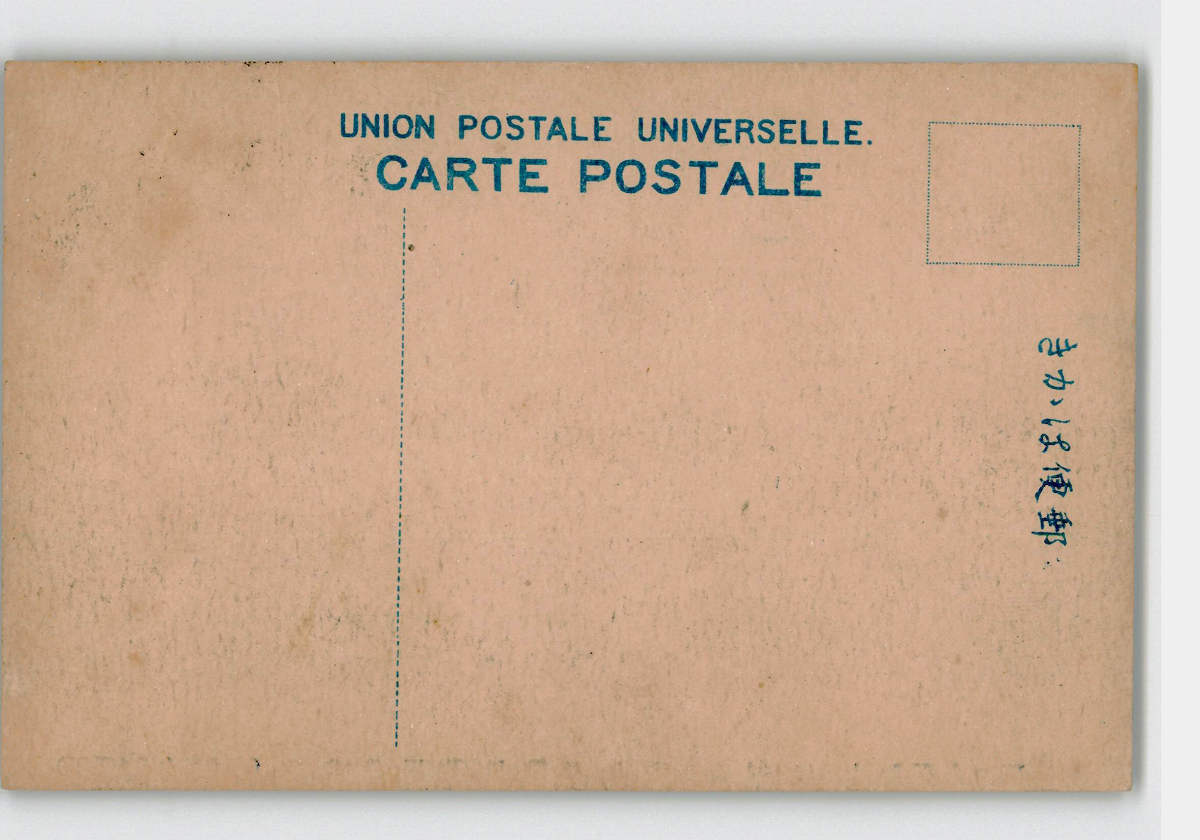 UNION POSTALE UNIVERSELLE.
CARTE POSTALE
郵便はかき